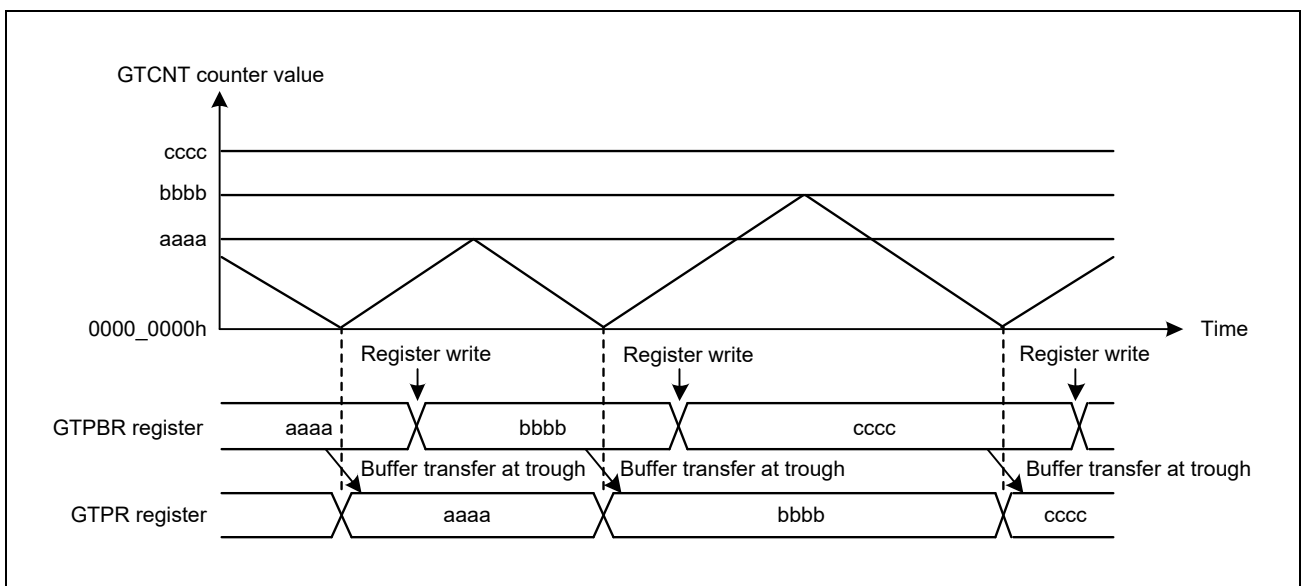 GTCNT counter value
cccc
bbbb
aaaa
0000_0000h
Time
Register write Register write Register write
GTPBR register aaaa bbbb cccc
Buffer transfer at trough Buffer transfer at trough Buffer transfer at trough
GTPR register aaaa bbbb cccc